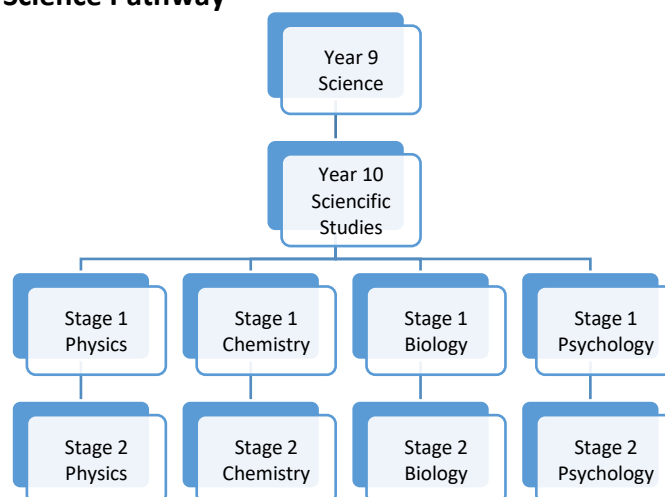 Science Pathway
Year 9
Science
Year 10
Sciencific
Studies
Stage 1
Physics
Stage 1
Chemistry
Stage 1
Biology
Stage 1
Psychology
Stage 2
Physics
Stage 2
Chemistry
Stage 2
Biology
Stage 2
Psychology